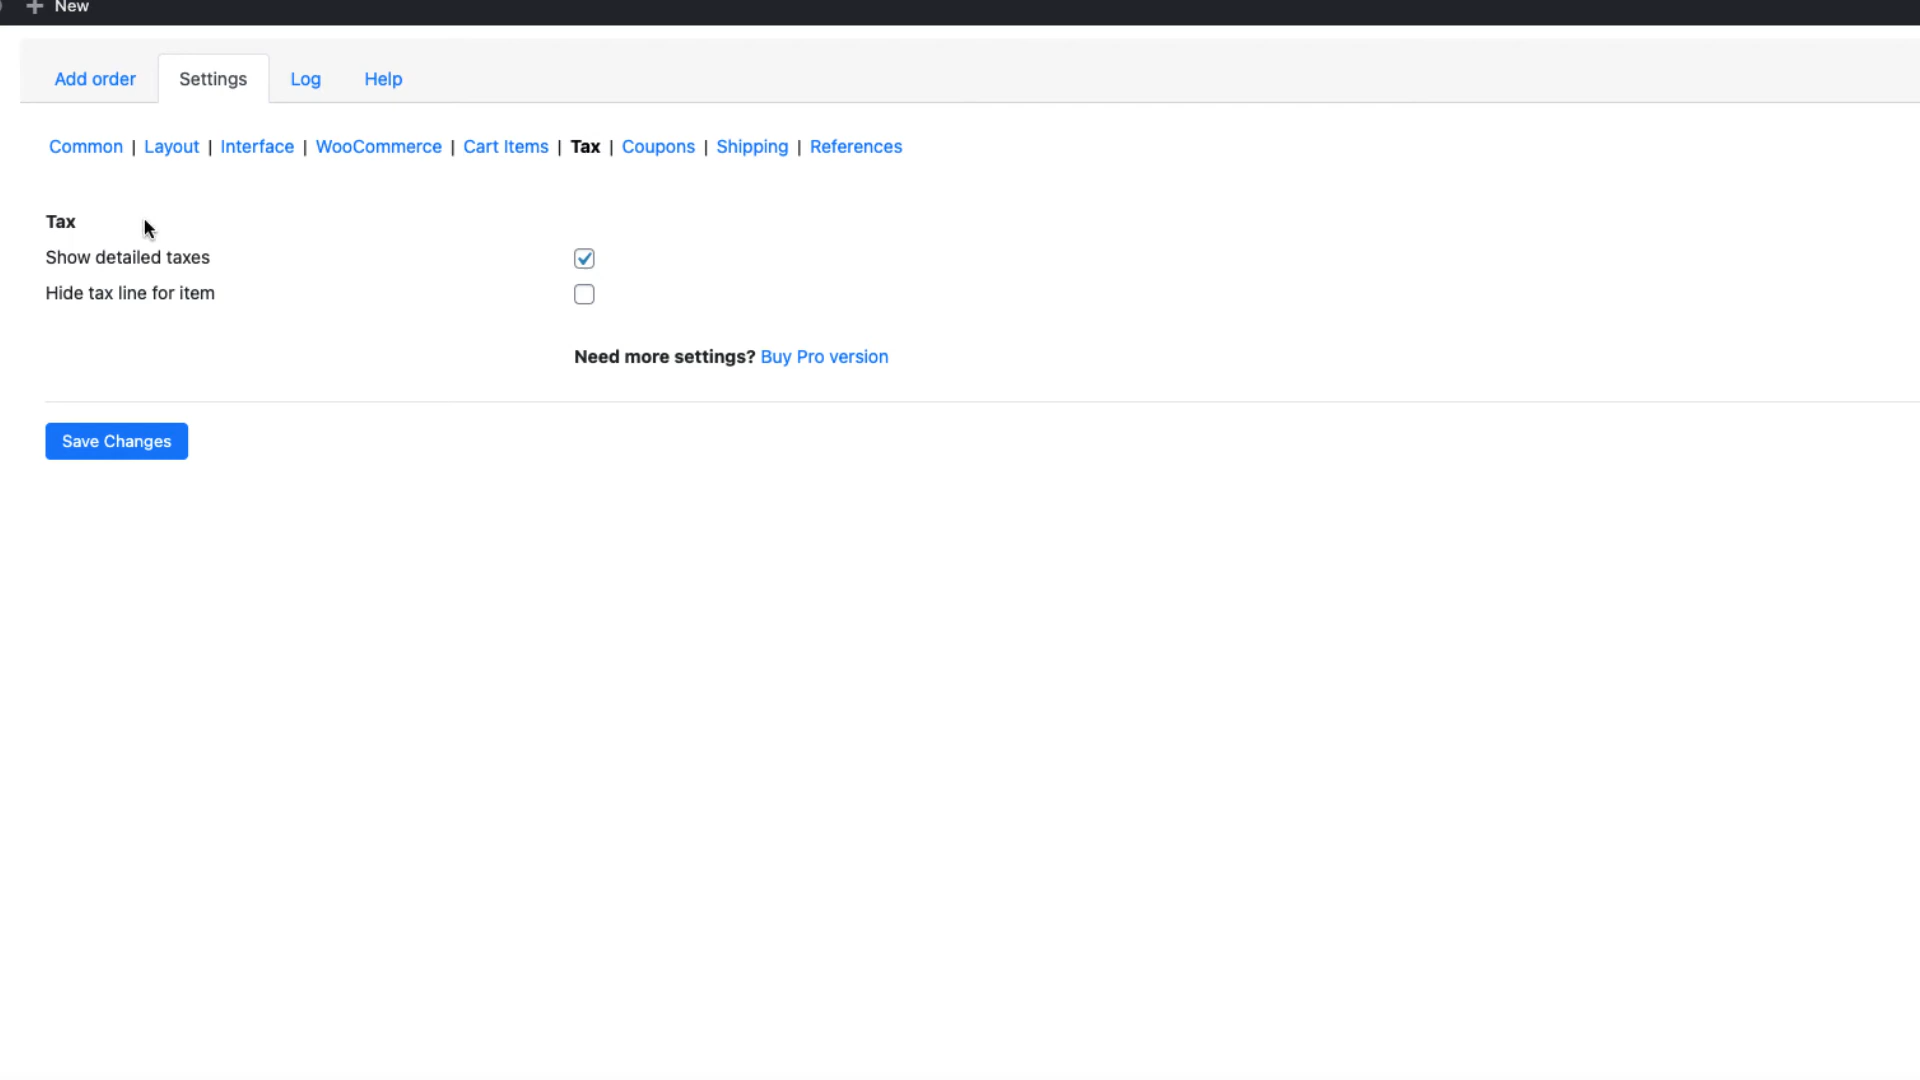 New
Add order Settings Log Help
Common | Layout | Interface | WooCommerce | Cart Items | Tax | Coupons | Shipping | References
Tax
Show detailed taxes
Hide tax line for item
Need more settings? Buy Pro version
Save Changes